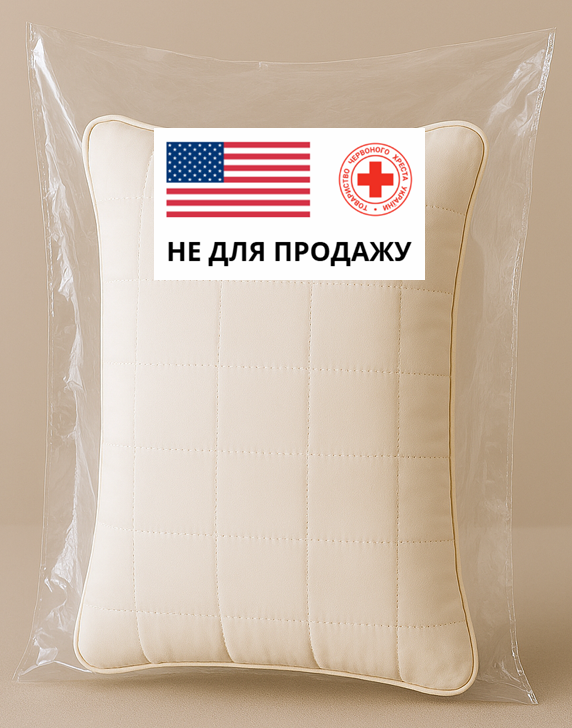 ТОВАРИСТВО ЧЕРВОНОГО ХРЕСТА УКРАЇНИ
НЕ ДЛЯ ПРОДАЖУ